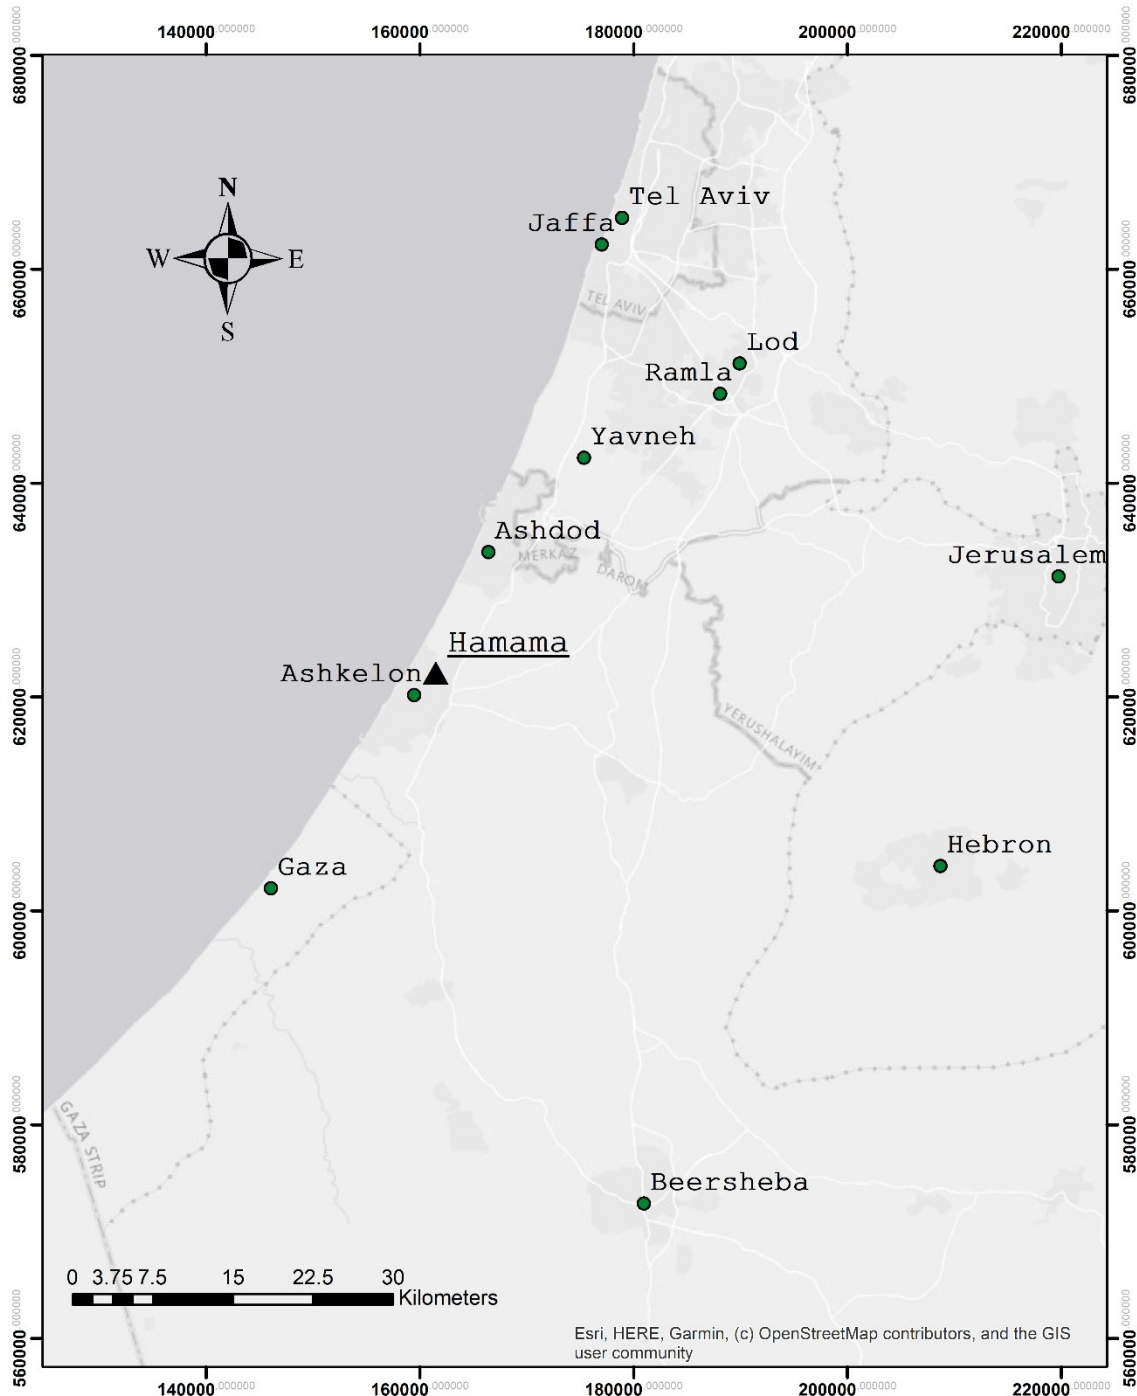 140000.000000 160000.000000 180000.000000 200000.000000 220000.000000
680000.000000 680000.000000
N
W E
S
Tel Aviv
Jaffa
660000.000000 660000.000000
TEL AVIV
Lod
Ramla
Yavneh
640000.000000 640000.000000
Ashdod
MERKAZ
DAROM
Jerusalem
Hamama
Ashkelon
620000.000000 620000.000000
YERUSHALAYIM
Hebron
Gaza
600000.000000 600000.000000
580000.000000 580000.000000
GAZA STRIP
Beersheba
0 3.75 7.5 15 22.5 30
Kilometers
Esri, HERE, Garmin, (c) OpenStreetMap contributors, and the GIS
user community
560000.000000 560000.000000
140000.000000 160000.000000 180000.000000 200000.000000 220000.000000